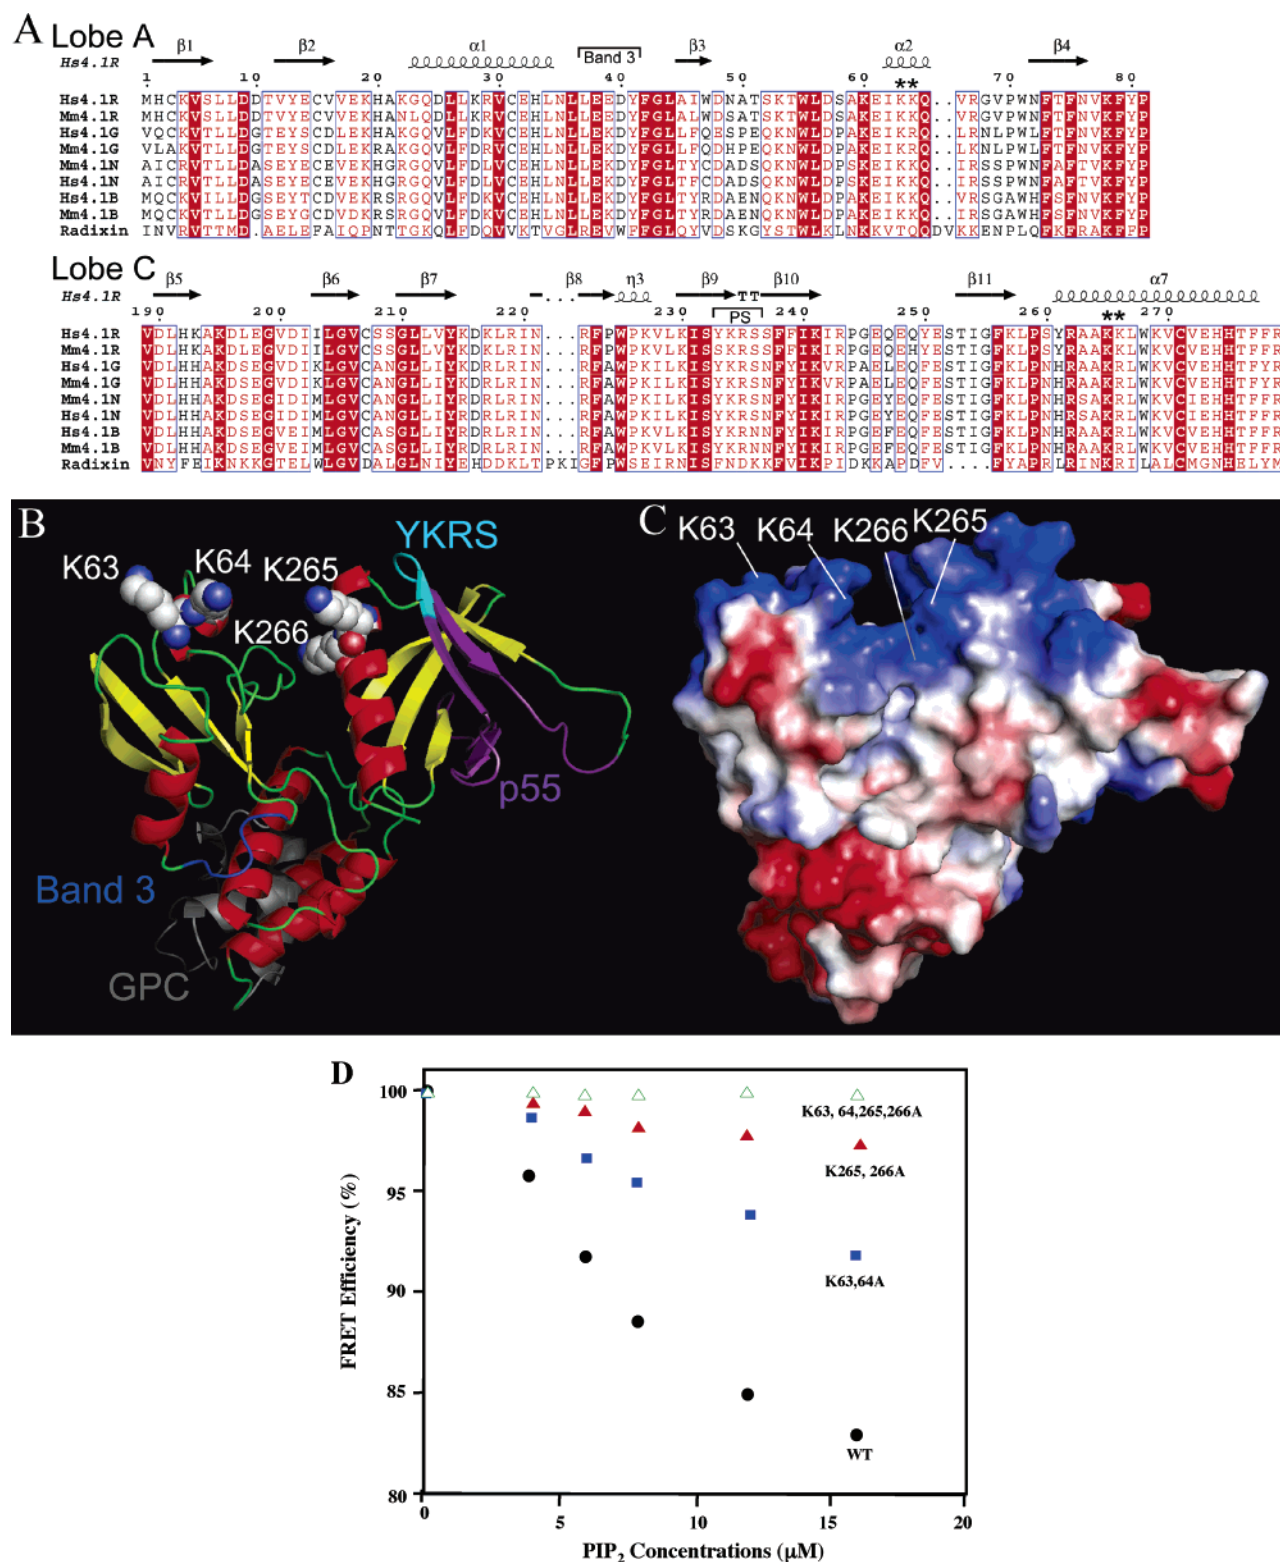 A Lobe A
β1 β2 α1 Band 3 β3 α2 β4
Hs4.1R
1 10 20 30 40 50 60 70 80
**
Hs4.1R MHCKVSLLDDTVYECVVEKHAKGQDLLKRVCEHLNLLEEDYFGLAIWDNATSKTWLDSAKEIKKQ..VRGVPWNFTFNVKFYP
Mm4.1R MHCKVSLLDDTVYECVVEKHANLQDLLKRVCEHLNLLEEDYFGLALWDSATSKTWLDSAKEIKKQ..VRGVPWNFTFNVKFYP
Hs4.1G VQCKVTLLDGTEYSCDLEKHAKGQVLFDKVCEHLNLLEKDYFGLLFQESPEQKNWLDPAKEIKRQ..LRNLPWLFTFNVKFYP
Mm4.1G VLAKVTLLDGTEYSCDLEKRAKGQVLFDRVCEHLNLLEKDYFGLLFQDHPEQKNWLDPSKEIKKQ..LKNLPWLFTFNVKFYP
Mm4.1N AICRVTLLDASEYECEVEKHGRGQVLFDLVCEHLNLLEKDYFGLTFCDADSQKNWLDPSKEIKKQ..IRSSPWNFAFTVKFYP
Hs4.1N AICRVTLLDASEYECEVEKHGRGQVLFDLVCEHLNLLEKDYFGLTFCDADSQKNWLDPSKEIKKQ..IRSSPWNFAFTVKFYP
Hs4.1B MQCKVILLDGSEYTCDVEKRSRGQVLFDKVCEHLNLLEKDYFGLTYRDAENQKNWLDPAKEIKKQ..IRSGAWHFSFNVKFYP
Mm4.1B MQCKVTLLDGSEYGCDVDKRSRGQVLFDKVCEHLNLLEKDYFGLTYRDAENQKNWLDPAKEIKKQ..IRSGAWHFSFNVKFYP
Radixin INVRVTTMD.AELEFAIQPNTTGKQLFDQVVKTVGLREVWFFGLQYVDSKGYSTWLKLNKKVTQQDVKKENPLQFKFRAKFFP
Lobe C
β5 β6 β7 β8 η3 β9 TT β10 β11 α7
Hs4.1R
190 200 210 220 230 PS 240 250 260 270
**
Hs4.1R VDLHKAKDLEGVDIILGVCSSGLLVYKDKLRIN...RFPWPKVLKISYKRSSFFIKIRPGEQEQYESTIGFKLPSYRAAKKLWKVCVEHHTFFR
Mm4.1R VDLHKAKDLEGVDIILGVCSSGLLVYKDKLRIN...RFPWPKVLKISYKRSSFFIKIRPGEQEHYESTIGFKLPSYRAAKKLWKVCVEHHTFFR
Hs4.1G VDLHHAKDSEGVDIKLGVCANGLLIYKDRLRIN...RFAWPKVLKISYKRSNFYIKVRPAELEQFESTIGFKLPNHRAAKRLWKVCVEHHTFYR
Mm4.1G VDLHHAKDSEGVDIKLGVCANGLLIYKDRLRIN...RFAWPKVLKISYKRSNFYIKVRPAELEQFESTIGFKLPNHRAAKRLWKVCVEHHTFYR
Mm4.1N VDLHHAKDSEGIDIMLGVCANGLLIYRDRLRIN...RFAWPKILKISYKRSNFYIKIRPGEYEQFESTIGFKLPNHRSAKRLWKVCIEHHTFFR
Hs4.1N VDLHHAKDSEGIDIMLGVCANGLLIYRDRLRIN...RFAWPKILKISYKRSNFYIKIRPGEYEQFESTIGFKLPNHRSAKRLWKVCIEHHTFFR
Hs4.1B VDLHHAKDSEGVEIMLGVCASGLLIYRDRLRIN...RFAWPKVLKISYKRNNFYIKIRPGEFEQFESTIGFKLPNHRAAKRLWKVCVEHHTFFR
Mm4.1B VDLHHAKDSEGVEIMLGVCASGLLIYRDRLRIN...RFAWPKVLKISYKRNNFYIKIRPGEFEQFESTIGFKLPNHRAAKRLWKVCVEHHTFFR
Radixin VNYFEIKNKKGTELWLGVDALGLNIYEHDDKLTPKIGFPWSEIRNISFNDKKFVIKPIDKKAPDFV....FYAPRLRINKRILALCMGNHELYM
B
YKRS
K63 K64 K265
K266
p55
Band 3
GPC
C
K63 K64 K266 K265
D
100
95
90
85
80
0 5 10 15 20
FRET Efficiency (%)
PIP2 Concentrations (μM)
K63, 64,265,266A
K265, 266A
K63,64A
WT